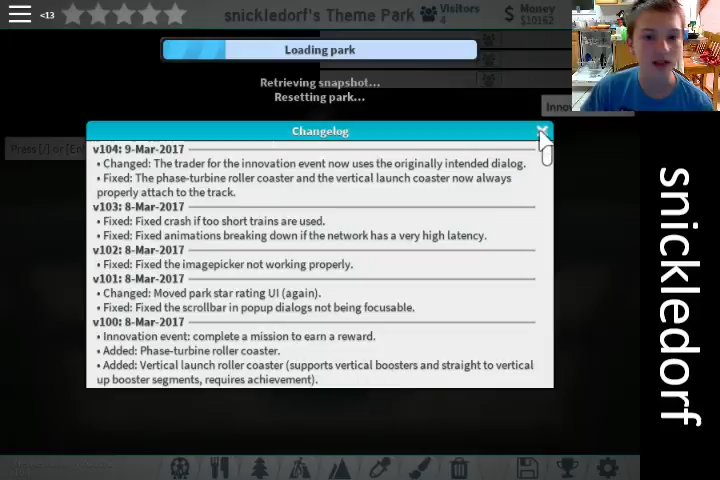 <13
snickledorf's Theme Park
Visitors
4
Money
$10162
Loading park
Retrieving snapshot...
Resetting park...
Innov
Press [/] or [En
Changelog
v104: 9-Mar-2017
• Changed: The trader for the innovation event now uses the originally intended dialog.
• Fixed: The phase-turbine roller coaster and the vertical launch coaster now always
properly attach to the track.
v103: 8-Mar-2017
• Fixed: Fixed crash if too short trains are used.
• Fixed: Fixed animations breaking down if the network has a very high latency.
v102: 8-Mar-2017
• Fixed: Fixed the imagepicker not working properly.
v101: 8-Mar-2017
• Changed: Moved park star rating UI (again).
• Fixed: Fixed the scrollbar in popup dialogs not being focusable.
v100: 8-Mar-2017
• Innovation event: complete a mission to earn a reward.
• Added: Phase-turbine roller coaster.
• Added: Vertical launch roller coaster (supports vertical boosters and straight to vertical
up booster segments, requires achievement).
snickledorf